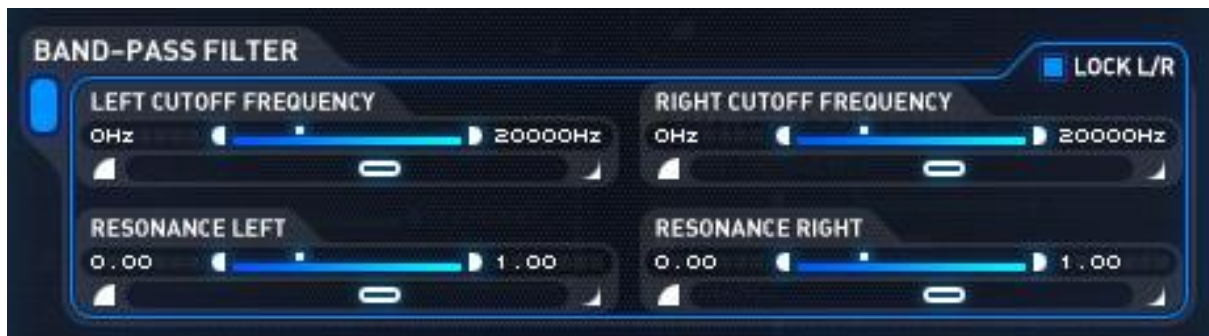 BAND-PASS FILTER
LOCK L/R
LEFT CUTOFF FREQUENCY
0Hz 20000Hz
RIGHT CUTOFF FREQUENCY
0Hz 20000Hz
RESONANCE LEFT
0.00 1.00
RESONANCE RIGHT
0.00 1.00